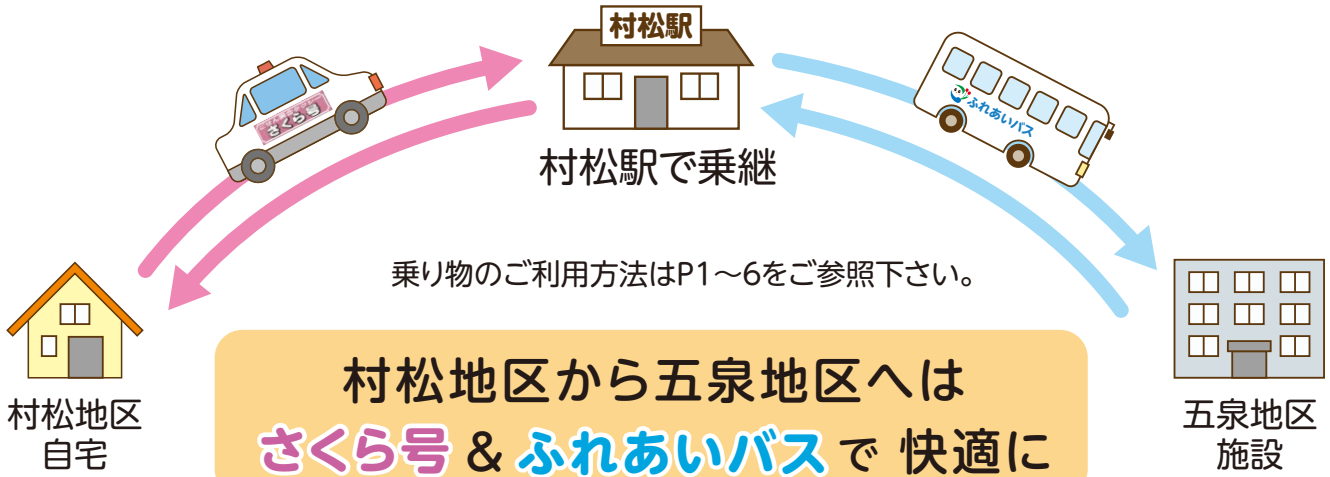 村松駅
さくら号
ふれあいバス
村松駅で乗継
乗り物のご利用方法はP1〜6をご参照下さい。
村松地区
自宅
村松地区から五泉地区へは
さくら号 & ふれあいバス で 快適に
五泉地区
施設